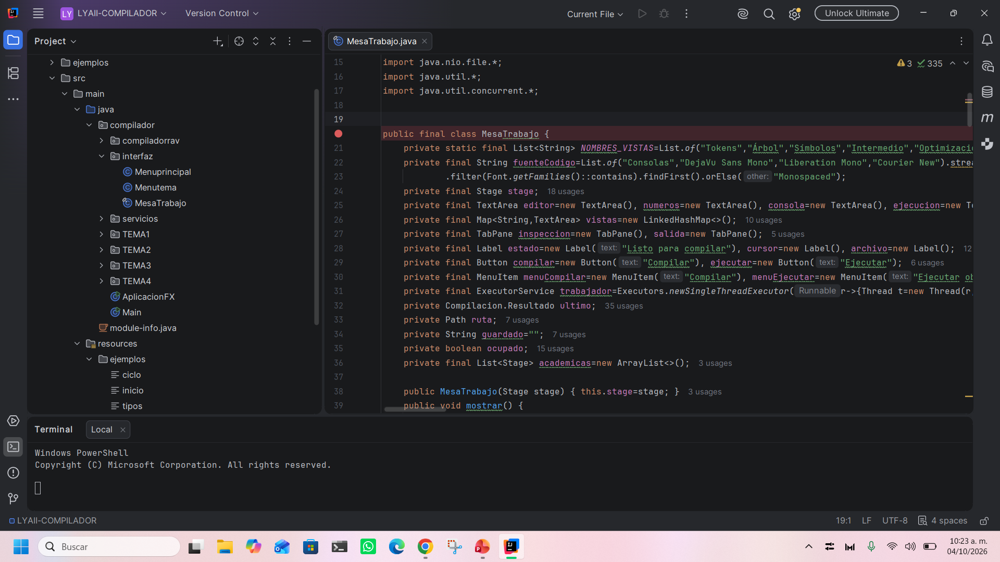 LY LYAII-COMPILADOR Version Control Current File Unlock Ultimate
Project
ejemplos
src
main
java
compilador
compiladorrav
interfaz
Menuprincipal
Menutema
MesaTrabajo
servicios
TEMA1
TEMA2
TEMA3
TEMA4
AplicacionFX
Main
module-info.java
resources
ejemplos
ciclo
inicio
tipos
MesaTrabajo.java
3 335
15 import java.nio.file.*;
16 import java.util.*;
17 import java.util.concurrent.*;
18
19
public final class MesaTrabajo {
21 private static final List<String> NOMBRES_VISTAS=List.of("Tokens","Árbol","Símbolos","Intermedio","Optimizaci
22 private final String fuenteCodigo=List.of("Consolas","DejaVu Sans Mono","Liberation Mono","Courier New").strea
23 .filter(Font.getFamilies()::contains).findFirst().orElse( other: "Monospaced");
24 private final Stage stage; 18 usages
25 private final TextArea editor=new TextArea(), numeros=new TextArea(), consola=new TextArea(), ejecucion=new Te
26 private final Map<String,TextArea> vistas=new LinkedHashMap<>(); 10 usages
27 private final TabPane inspeccion=new TabPane(), salida=new TabPane(); 5 usages
28 private final Label estado=new Label( text: "Listo para compilar"), cursor=new Label(), archivo=new Label(); 12
29 private final Button compilar=new Button( text: "Compilar"), ejecutar=new Button( text: "Ejecutar"); 6 usages
30 private final MenuItem menuCompilar=new MenuItem( text: "Compilar"), menuEjecutar=new MenuItem( text: "Ejecutar ob
31 private final ExecutorService trabajador=Executors.newSingleThreadExecutor( Runnable r->{Thread t=new Thread(r,
32 private Compilacion.Resultado ultimo; 35 usages
33 private Path ruta; 7 usages
34 private String guardado=""; 7 usages
35 private boolean ocupado; 15 usages
36 private final List<Stage> academicas=new ArrayList<>(); 3 usages
37
38 public MesaTrabajo(Stage stage) { this.stage=stage; } 3 usages
39 public void mostrar() {
Terminal Local
Windows PowerShell
Copyright (C) Microsoft Corporation. All rights reserved.
LYAII-COMPILADOR 19:1 LF UTF-8 4 spaces
Buscar
10:23 a. m.
04/10/2026